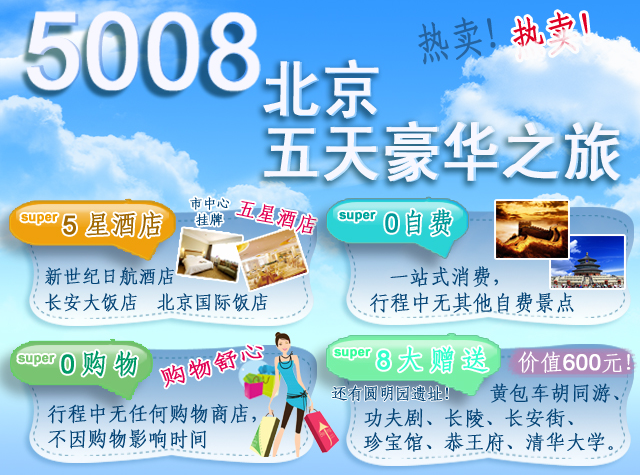 5008
热卖! 热卖!
北京
五天豪华之旅
super 5 星酒店
市中心
挂牌
五星酒店
新世纪日航酒店
长安大饭店 北京国际饭店
super 0自费
一站式消费,
行程中无其他自费景点
super 0购物
购物舒心
行程中无任何购物商店,
不因购物影响时间
super 8大赠送
价值600元!
还有圆明园遗址!
黄包车胡同游、
功夫剧、长陵、长安街、
珍宝馆、恭王府、清华大学。